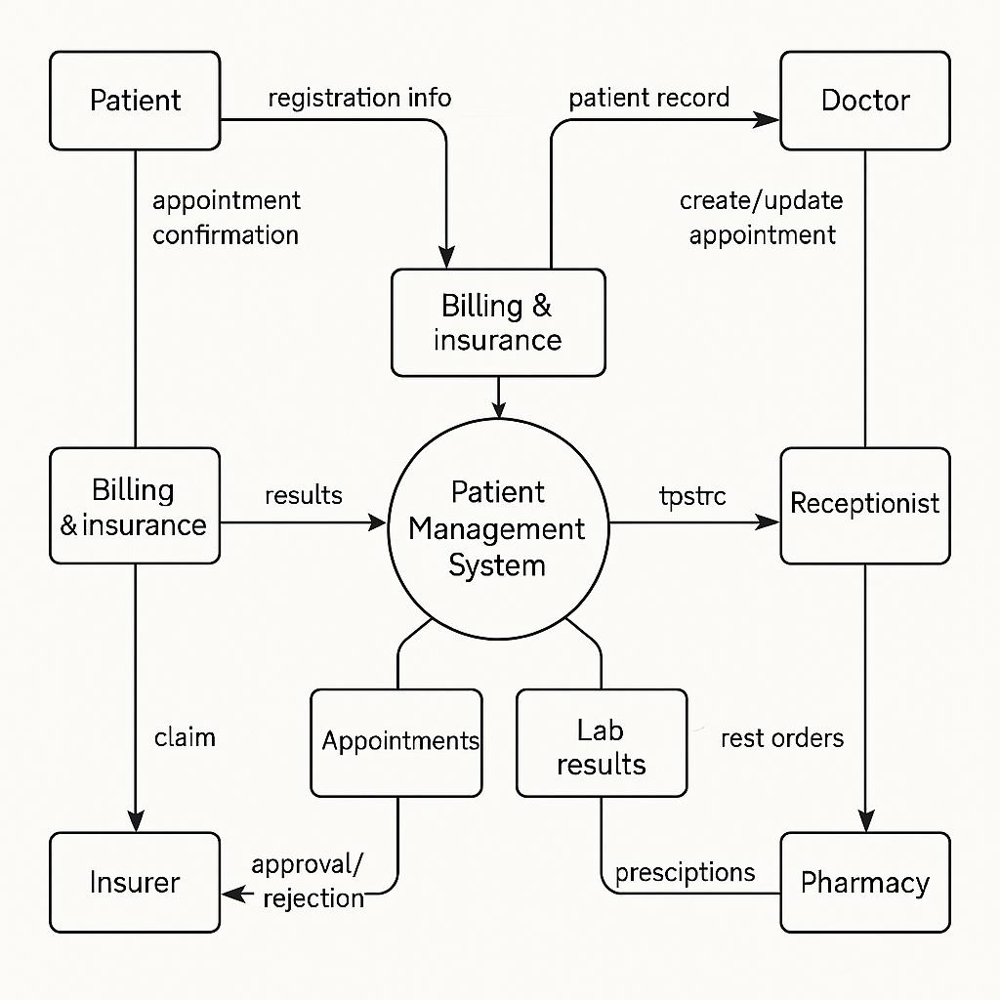 Patient
registration info
patient record
Doctor
appointment
confirmation
create/update
appointment
Billing &
insurance
Billing
& insurance
results
Patient
Management
System
tpstrc
Receptionist
claim
Appointments
Lab
results
rest orders
Insurer
approval/
rejection
presciptions
Pharmacy